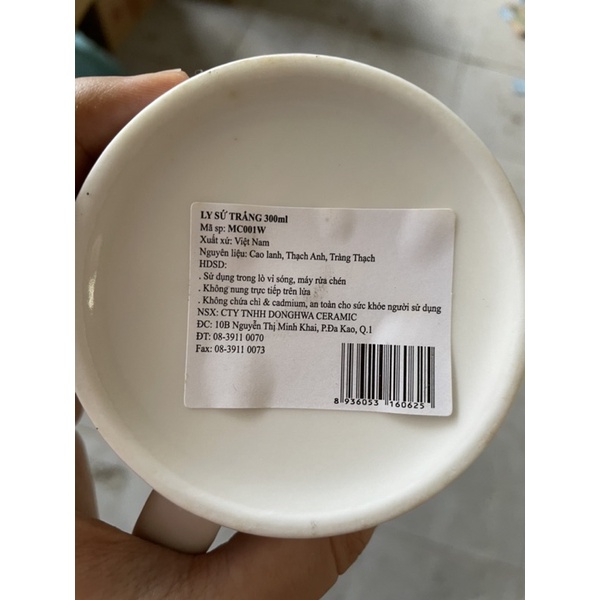 LY SỨ TRẮNG 300ml
Mã sp: MC001W
Xuất xứ: Việt Nam
Nguyên liệu: Cao lanh, Thạch Anh, Tràng Thạch
HDSD:
. Sử dụng trong lò vi sóng, máy rửa chén
. Không nung trực tiếp trên lửa
. Không chứa chì & cadmium, an toàn cho sức khỏe người sử dụng
NSX: CTY TNHH DONGHWA CERAMIC
ĐC: 10B Nguyễn Thị Minh Khai, P.Đa Kao, Q.1
ĐT: 08-3911 0070
Fax: 08-3911 0073
8 936053 160625